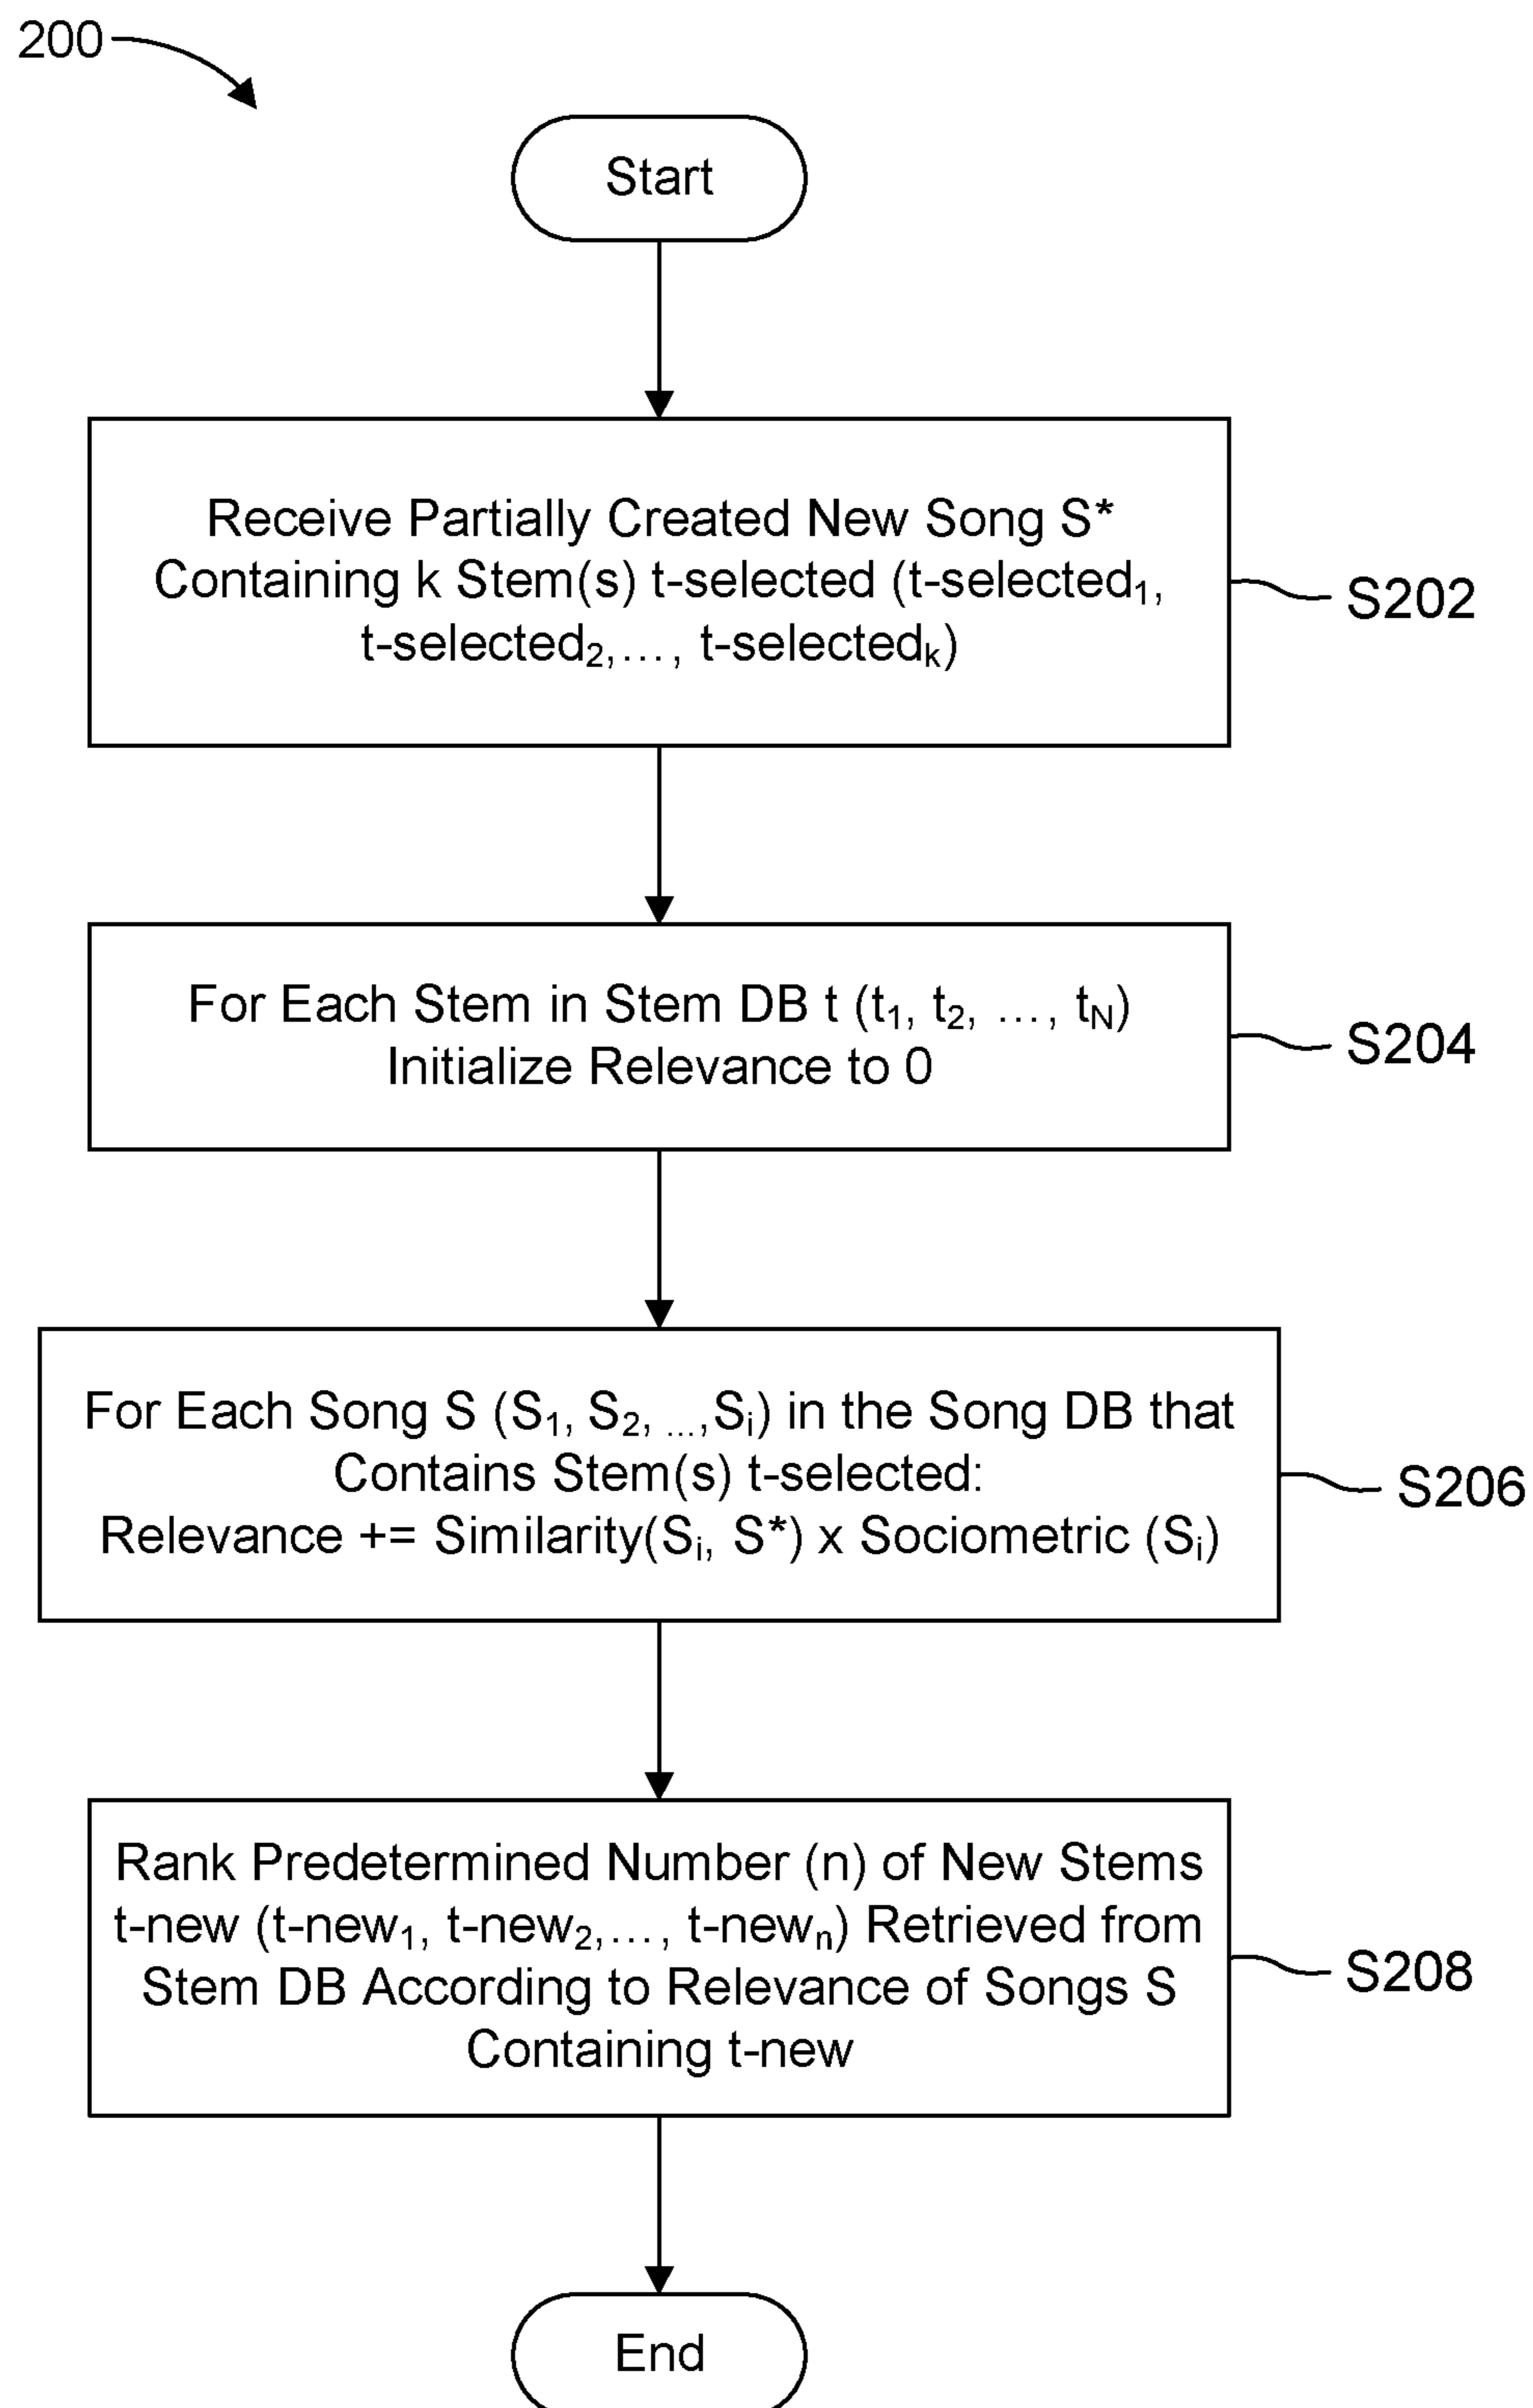 200
Start
Receive Partially Created New Song S*
Containing k Stem(s) t-selected (t-selected₁,
t-selected₂,..., t-selectedₖ)
S202
For Each Stem in Stem DB t (t₁, t₂, ..., t_N)
Initialize Relevance to 0
S204
For Each Song S (S₁, S₂, ...,Sᵢ) in the Song DB that
Contains Stem(s) t-selected:
Relevance += Similarity(Sᵢ, S*) x Sociometric (Sᵢ)
S206
Rank Predetermined Number (n) of New Stems
t-new (t-new₁, t-new₂,..., t-newₙ) Retrieved from
Stem DB According to Relevance of Songs S
Containing t-new
S208
End